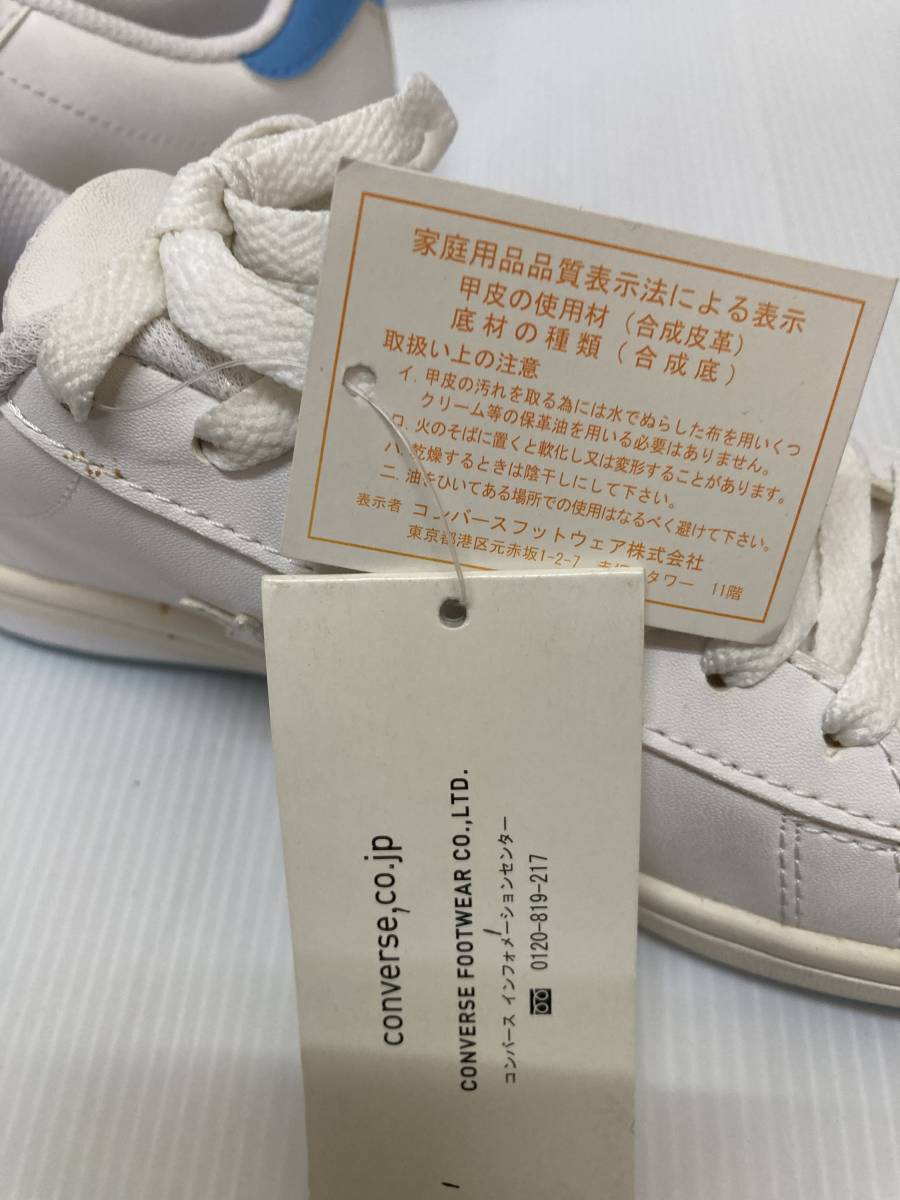 家庭用品品質表示法による表示
甲皮の使用材（合成皮革）
底材の種類（合成底）
取扱い上の注意
イ.甲皮の汚れを取る為には水でぬらした布を用いくつ
クリーム等の保革油を用いる必要はありません。
ロ.火のそばに置くと軟化し又は変形することがあります。
ハ.乾燥するときは陰干しにして下さい。
ニ.油をひいてある場所での使用はなるべく避けて下さい。
表示者 コンバースフットウェア株式会社
東京都港区元赤坂1-2-7 タワー 11階
converse.co.jp
CONVERSE FOOTWEAR CO.,LTD.
コンバース インフォメーションセンター
0120-819-217